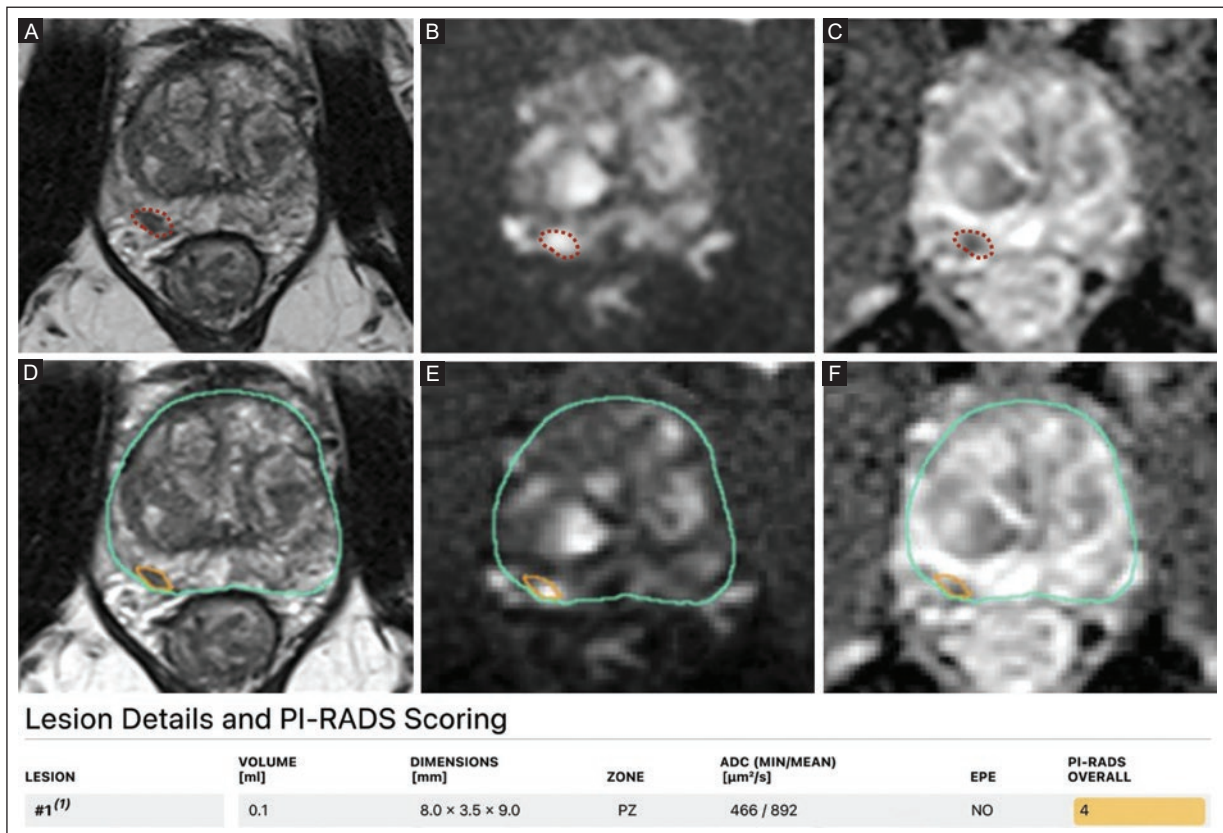 A
B
C
D
E
F
Lesion Details and PI-RADS Scoring
LESION VOLUME [ml] DIMENSIONS [mm] ZONE ADC (MIN/MEAN) [µm²/s] EPE PI-RADS OVERALL
#1(1) 0.1 8.0 × 3.5 × 9.0 PZ 466 / 892 NO 4